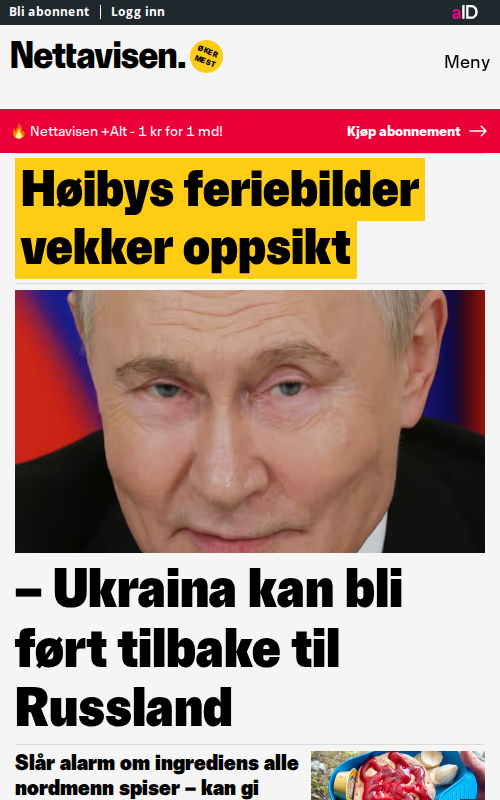 Bli abonnent
Logg inn
aID
Nettavisen.
ØKER
MEST
Meny
Nettavisen +Alt - 1 kr for 1 md!
Kjøp abonnement
Høibys feriebilder
vekker oppsikt
– Ukraina kan bli
ført tilbake til
Russland
Slår alarm om ingrediens alle
nordmenn spiser – kan gi